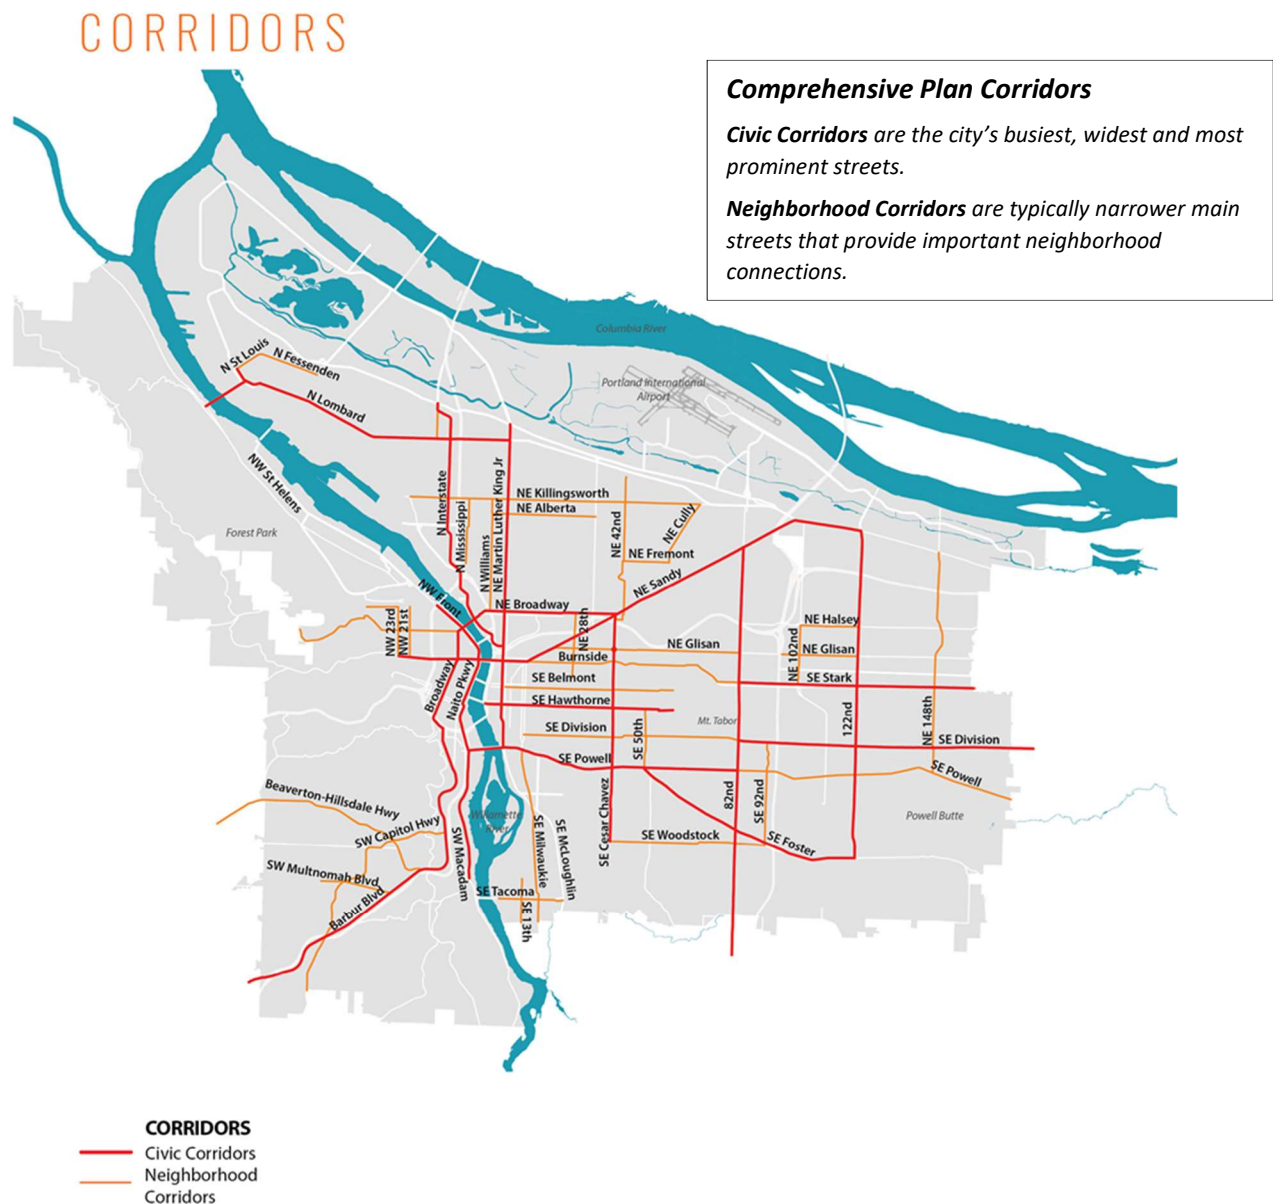 CORRIDORS
Comprehensive Plan Corridors
Civic Corridors are the city's busiest, widest and most
prominent streets.
Neighborhood Corridors are typically narrower main
streets that provide important neighborhood
connections.
Columbia River
Portland International
Airport
N St Louis
N Fessenden
N Lombard
NW St Helens
Forest Park
N Interstate
N Mississippi
N Williams
NE Martin Luther King Jr
NE Killingsworth
NE Alberta
NE 42nd
NE Cully
NE Fremont
NE Sandy
NW Front
NE Broadway
NW 23rd
NW 21st
NE 28th
Burnside
NE Glisan
NE Halsey
NE Glisan
NE 102nd
SE Stark
Broadway
Naito Pkwy
SE Belmont
SE Hawthorne
SE Division
SE 50th
Mt. Tabor
122nd
NE 148th
SE Division
SE Powell
SE Powell
82nd
SE 92nd
SE Cesar Chavez
Powell Butte
Beaverton-Hillsdale Hwy
SW Capitol Hwy
SW Multnomah Blvd
Barbur Blvd
SW Macadam
Willamette
River
SE Milwaukie
SE McLoughlin
SE Woodstock
SE Foster
SE Tacoma
SE 13th
CORRIDORS
Civic Corridors
Neighborhood
Corridors